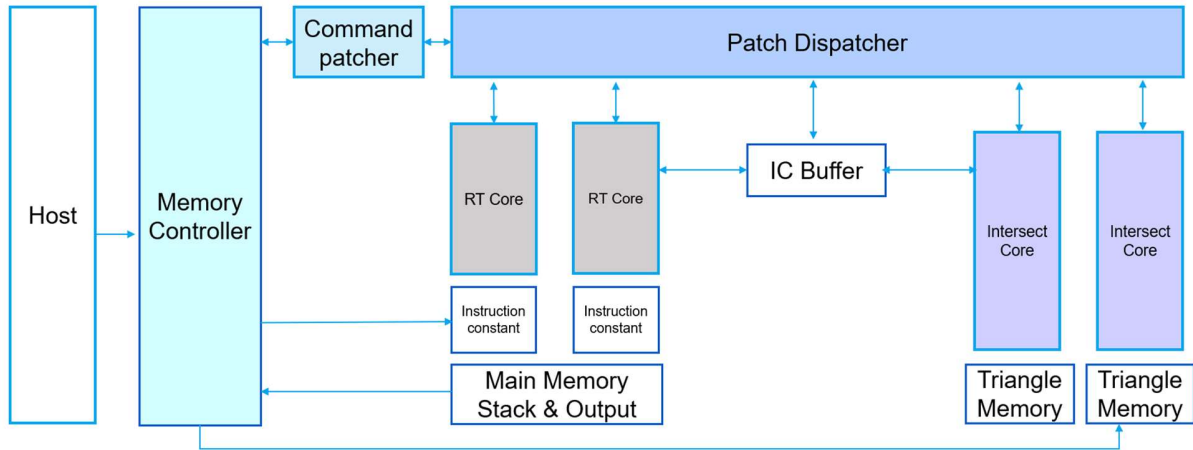 Host
Memory
Controller
Command
patcher
Patch Dispatcher
RT Core
RT Core
IC Buffer
Intersect
Core
Intersect
Core
Instruction
constant
Instruction
constant
Main Memory
Stack & Output
Triangle
Memory
Triangle
Memory